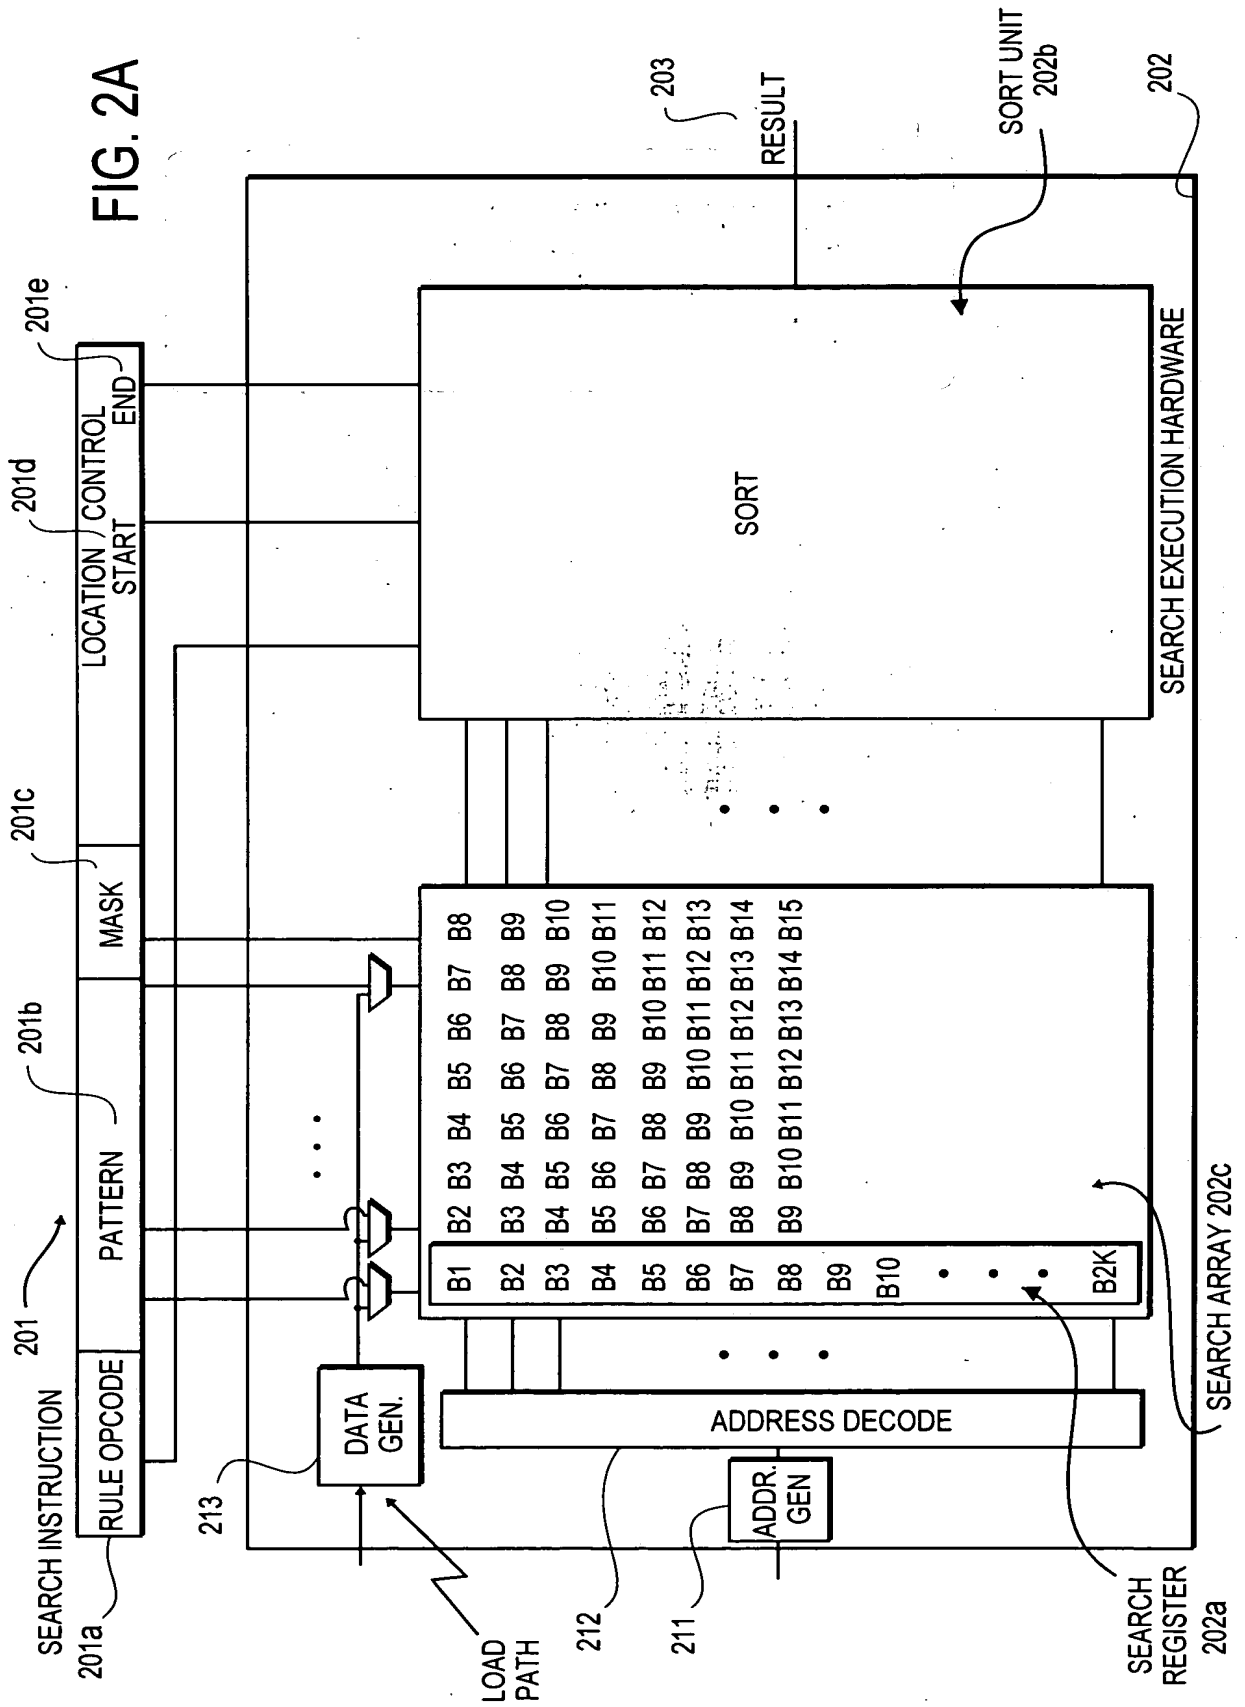 FIG. 2A
SEARCH INSTRUCTION
201
201a
201b
201c
201d
201e
RULE OPCODE
PATTERN
MASK
LOCATION / CONTROL
START
END
213
DATA
GEN.
LOAD
PATH
212
211
ADDR.
GEN
ADDRESS DECODE
B1 B2 B3 B4 B5 B6 B7 B8
B2 B3 B4 B5 B6 B7 B8 B9
B3 B4 B5 B6 B7 B8 B9 B10
B4 B5 B6 B7 B8 B9 B10 B11
B5 B6 B7 B8 B9 B10 B11 B12
B6 B7 B8 B9 B10 B11 B12 B13
B7 B8 B9 B10 B11 B12 B13 B14
B8 B9 B10 B11 B12 B13 B14 B15
B9
B10
B2K
SORT
RESULT
203
SORT UNIT
202b
202
SEARCH EXECUTION HARDWARE
SEARCH ARRAY 202c
SEARCH
REGISTER
202a